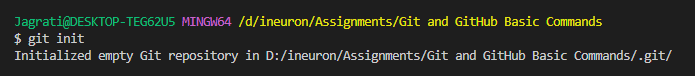 Jagrati@DESKTOP-TEG62U5 MINGW64 /d/ineuron/Assignments/Git and GitHub Basic Commands
$ git init
Initialized empty Git repository in D:/ineuron/Assignments/Git and GitHub Basic Commands/.git/